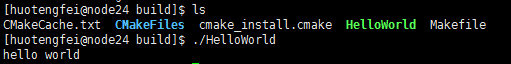 [huotengfei@node24 build]$ ls
CMakeCache.txt  CMakeFiles  cmake_install.cmake  HelloWorld  Makefile
[huotengfei@node24 build]$ ./HelloWorld
hello world